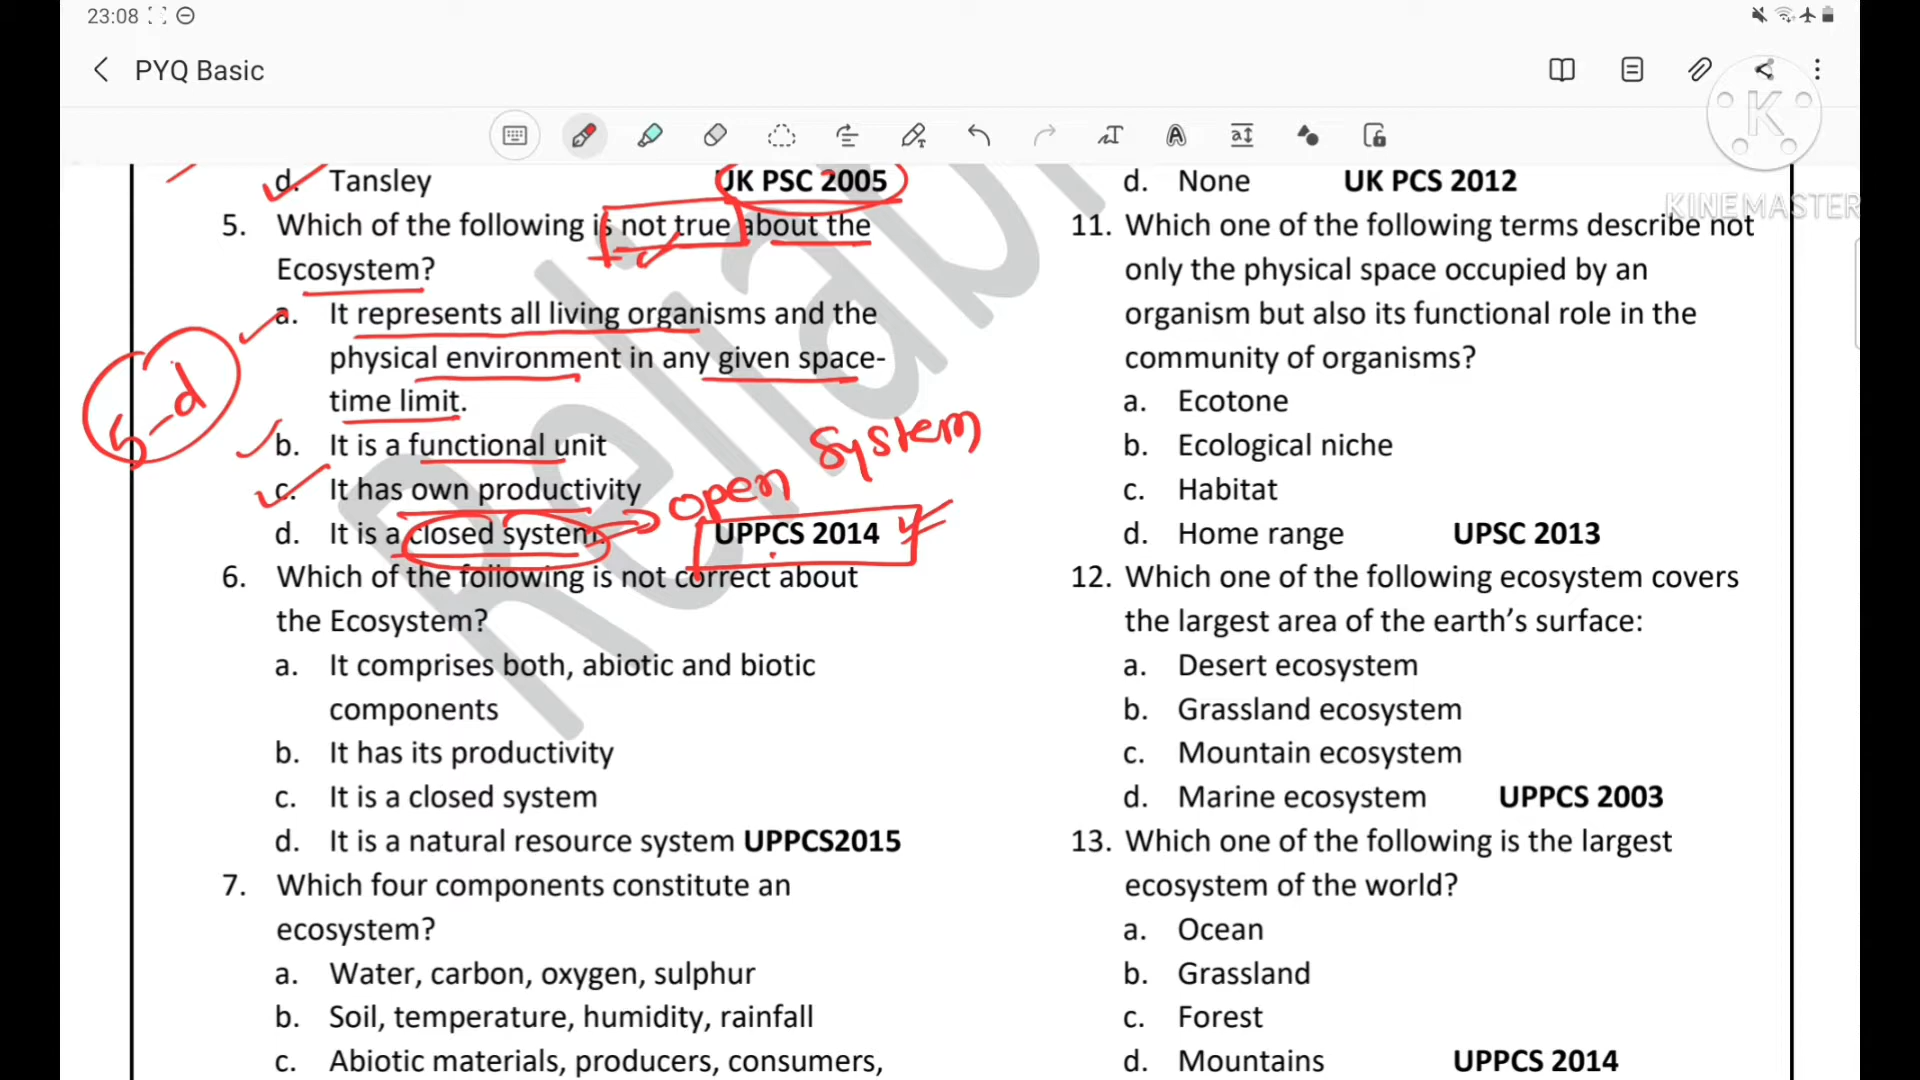 23:08
PYQ Basic
KINEMASTER
d. Tansley UK PSC 2005
5. Which of the following is not true about the
Ecosystem?
a. It represents all living organisms and the
physical environment in any given space-
time limit.
b. It is a functional unit
c. It has own productivity
d. It is a closed system. UPPCS 2014
5-d
open system
6. Which of the following is not correct about
the Ecosystem?
a. It comprises both, abiotic and biotic
components
b. It has its productivity
c. It is a closed system
d. It is a natural resource system UPPCS2015
7. Which four components constitute an
ecosystem?
a. Water, carbon, oxygen, sulphur
b. Soil, temperature, humidity, rainfall
c. Abiotic materials, producers, consumers,
d. None UK PCS 2012
11. Which one of the following terms describe not
only the physical space occupied by an
organism but also its functional role in the
community of organisms?
a. Ecotone
b. Ecological niche
c. Habitat
d. Home range UPSC 2013
12. Which one of the following ecosystem covers
the largest area of the earth's surface:
a. Desert ecosystem
b. Grassland ecosystem
c. Mountain ecosystem
d. Marine ecosystem UPPCS 2003
13. Which one of the following is the largest
ecosystem of the world?
a. Ocean
b. Grassland
c. Forest
d. Mountains UPPCS 2014